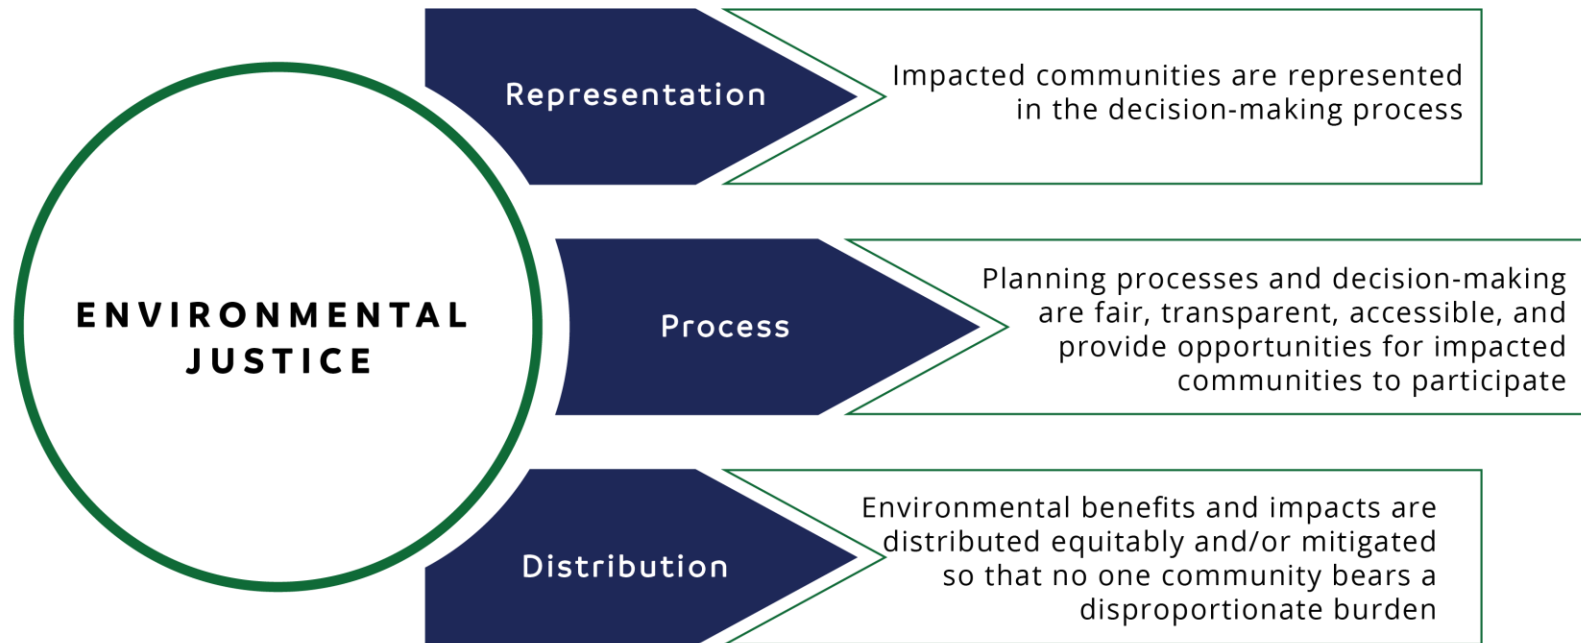 ENVIRONMENTAL
JUSTICE
Representation
Impacted communities are represented
in the decision-making process
Process
Planning processes and decision-making
are fair, transparent, accessible, and
provide opportunities for impacted
communities to participate
Distribution
Environmental benefits and impacts are
distributed equitably and/or mitigated
so that no one community bears a
disproportionate burden